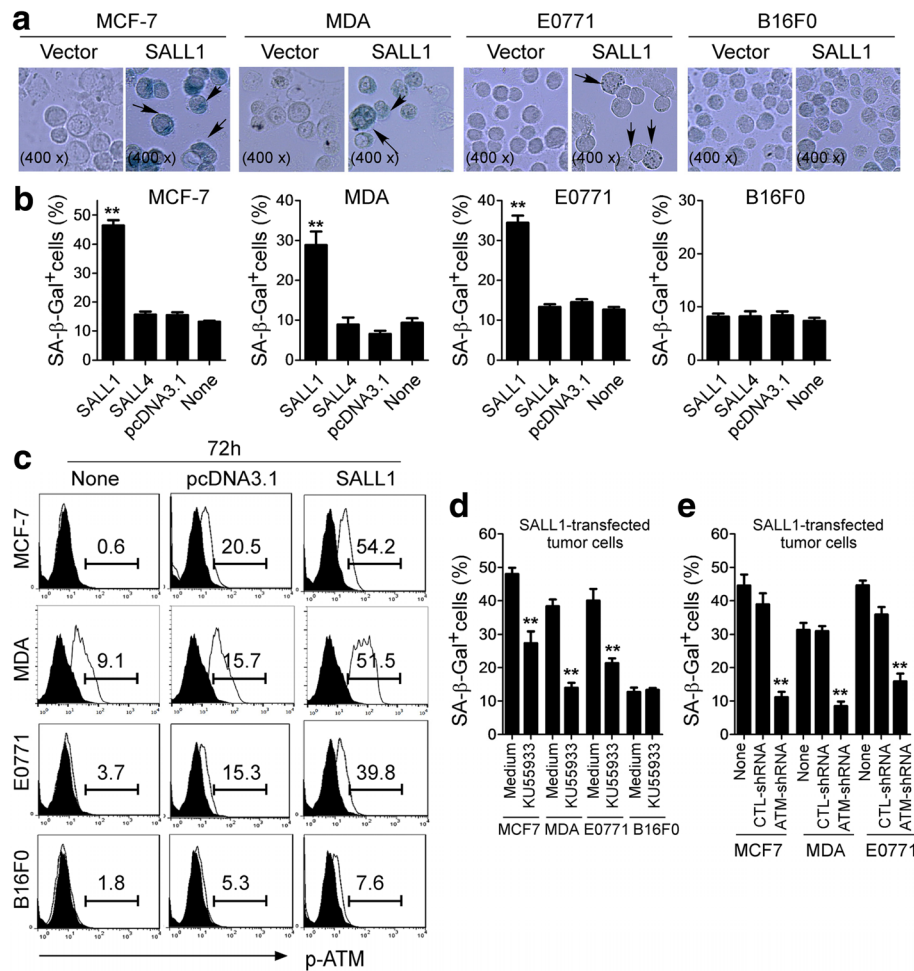 a
MCF-7 MDA E0771 B16F0
Vector SALL1 Vector SALL1 Vector SALL1 Vector SALL1
(400 x) (400 x) (400 x) (400 x) (400 x) (400 x) (400 x) (400 x)
b
MCF-7 MDA E0771 B16F0
SA-β-Gal+cells (%)
50
40
30
20
10
0
**
SALL1 SALL4 pcDNA3.1 None
SA-β-Gal+cells (%)
40
30
20
10
0
**
SALL1 SALL4 pcDNA3.1 None
SA-β-Gal+cells (%)
40
30
20
10
0
**
SALL1 SALL4 pcDNA3.1 None
SA-β-Gal+cells (%)
30
20
10
0
SALL1 SALL4 pcDNA3.1 None
c
72h
None pcDNA3.1 SALL1
MCF-7 0.6 20.5 54.2
MDA 9.1 15.7 51.5
E0771 3.7 15.3 39.8
B16F0 1.8 5.3 7.6
p-ATM
d
SALL1-transfected
tumor cells
SA-β-Gal+cells (%)
60
50
40
30
20
10
0
** ** **
Medium KU55933 Medium KU55933 Medium KU55933 Medium KU55933
MCF7 MDA E0771 B16F0
e
SALL1-transfected
tumor cells
SA-β-Gal+cells (%)
60
50
40
30
20
10
0
** ** **
None CTL-shRNA ATM-shRNA None CTL-shRNA ATM-shRNA None CTL-shRNA ATM-shRNA
MCF7 MDA E0771